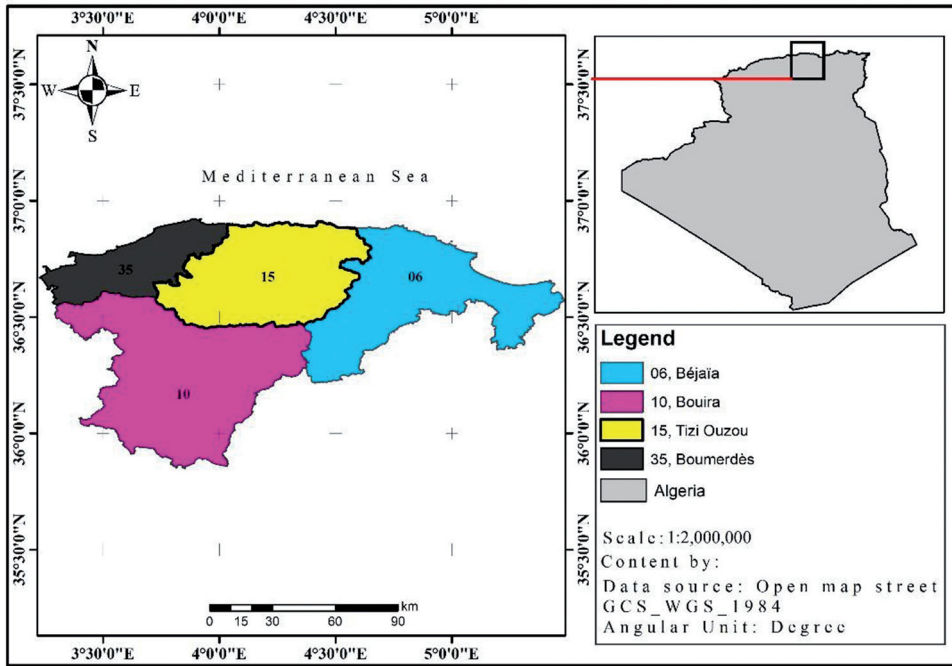 3°30'0"E 4°0'0"E 4°30'0"E 5°0'0"E
N
W E
S
37°30'0"N
37°0'0"N
36°30'0"N
36°0'0"N
35°30'0"N
Mediterranean Sea
35
15
06
10
37°30'0"N
37°0'0"N
36°30'0"N
36°0'0"N
35°30'0"N
km
0 15 30 60 90
3°30'0"E 4°0'0"E 4°30'0"E 5°0'0"E
Legend
06, Béjaïa
10, Bouira
15, Tizi Ouzou
35, Boumerdès
Algeria
Scale:1:2,000,000
Content by:
Data source: Open map street
GCS_WGS_1984
Angular Unit: Degree